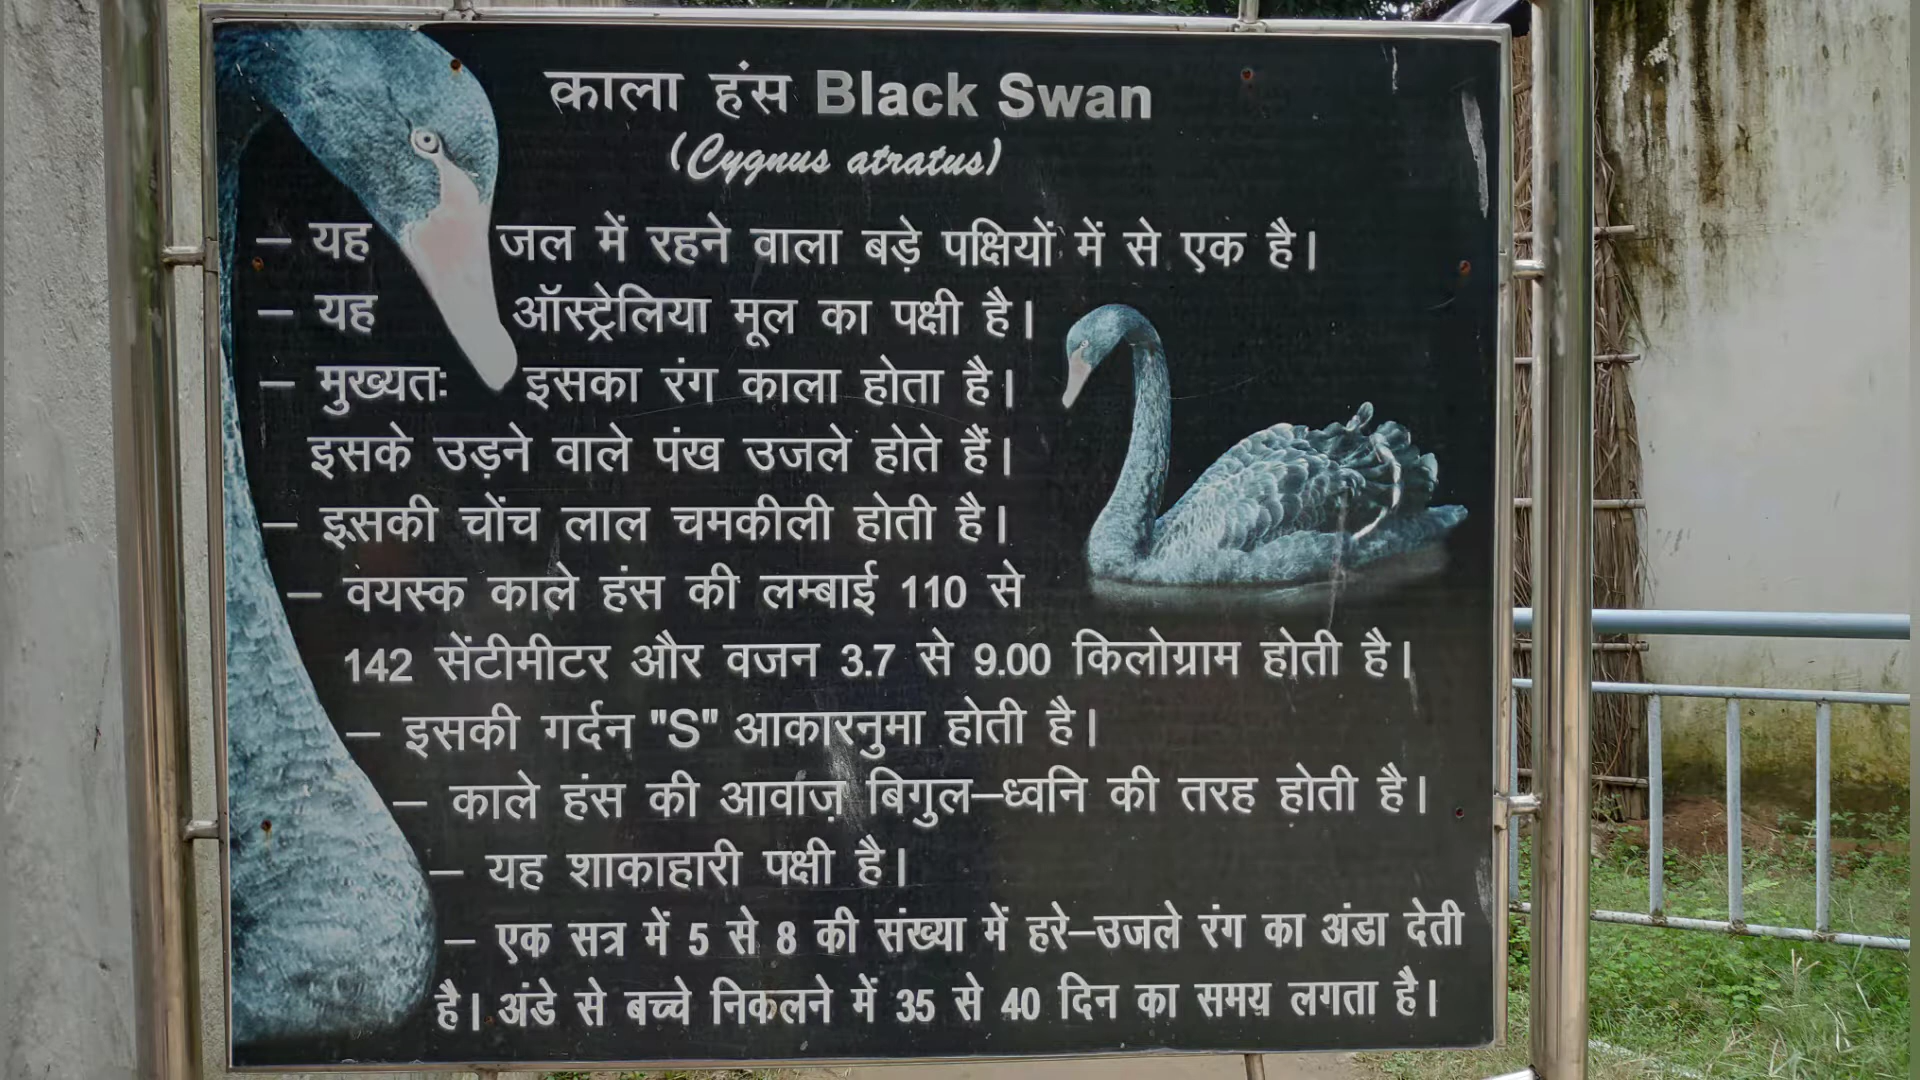 काला हंस Black Swan
(Cygnus atratus)
– यह जल में रहने वाला बड़े पक्षियों में से एक है।
– यह ऑस्ट्रेलिया मूल का पक्षी है।
– मुख्यतः इसका रंग काला होता है।
इसके उड़ने वाले पंख उजले होते हैं।
– इसकी चोंच लाल चमकीली होती है।
– वयस्क काले हंस की लम्बाई 110 से
142 सेंटीमीटर और वजन 3.7 से 9.00 किलोग्राम होती है।
– इसकी गर्दन "S" आकारनुमा होती है।
– काले हंस की आवाज़ बिगुल–ध्वनि की तरह होती है।
– यह शाकाहारी पक्षी है।
– एक सत्र में 5 से 8 की संख्या में हरे–उजले रंग का अंडा देती
है। अंडे से बच्चे निकलने में 35 से 40 दिन का समय लगता है।